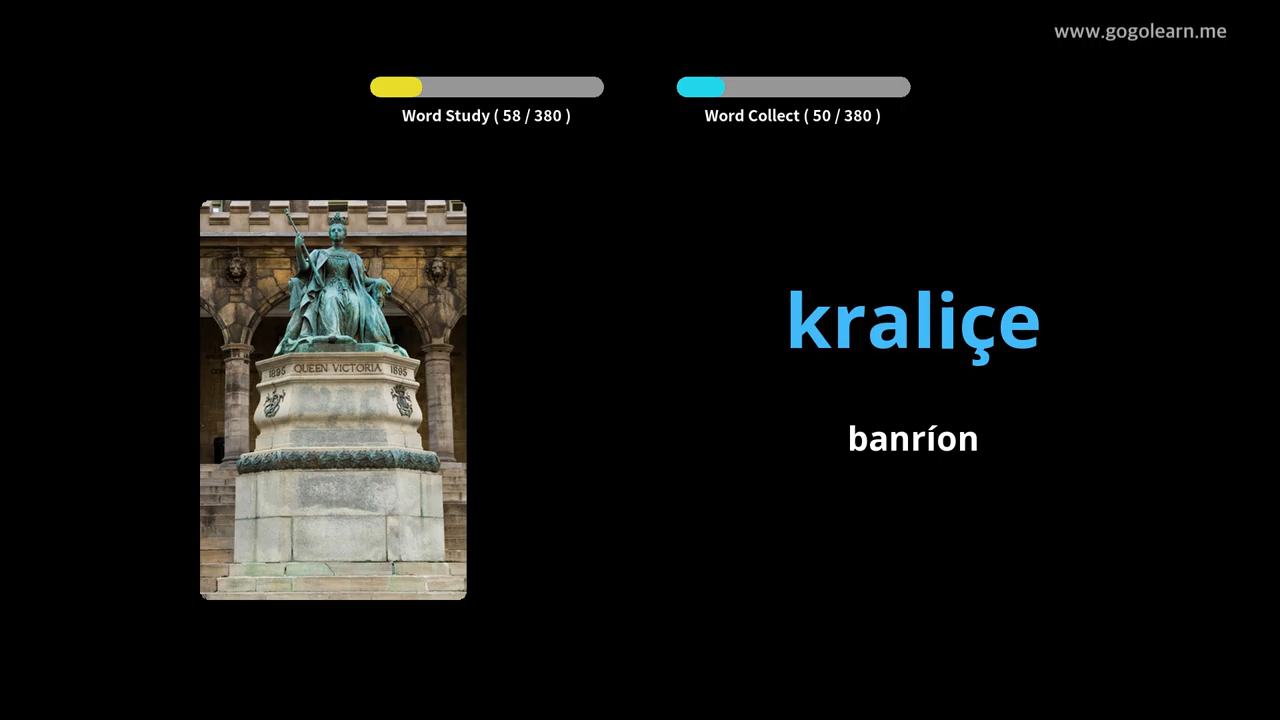 www.gogolearn.me
Word Study ( 58 / 380 )
Word Collect ( 50 / 380 )
1895 QUEEN VICTORIA 1895
kraliçe
banríon